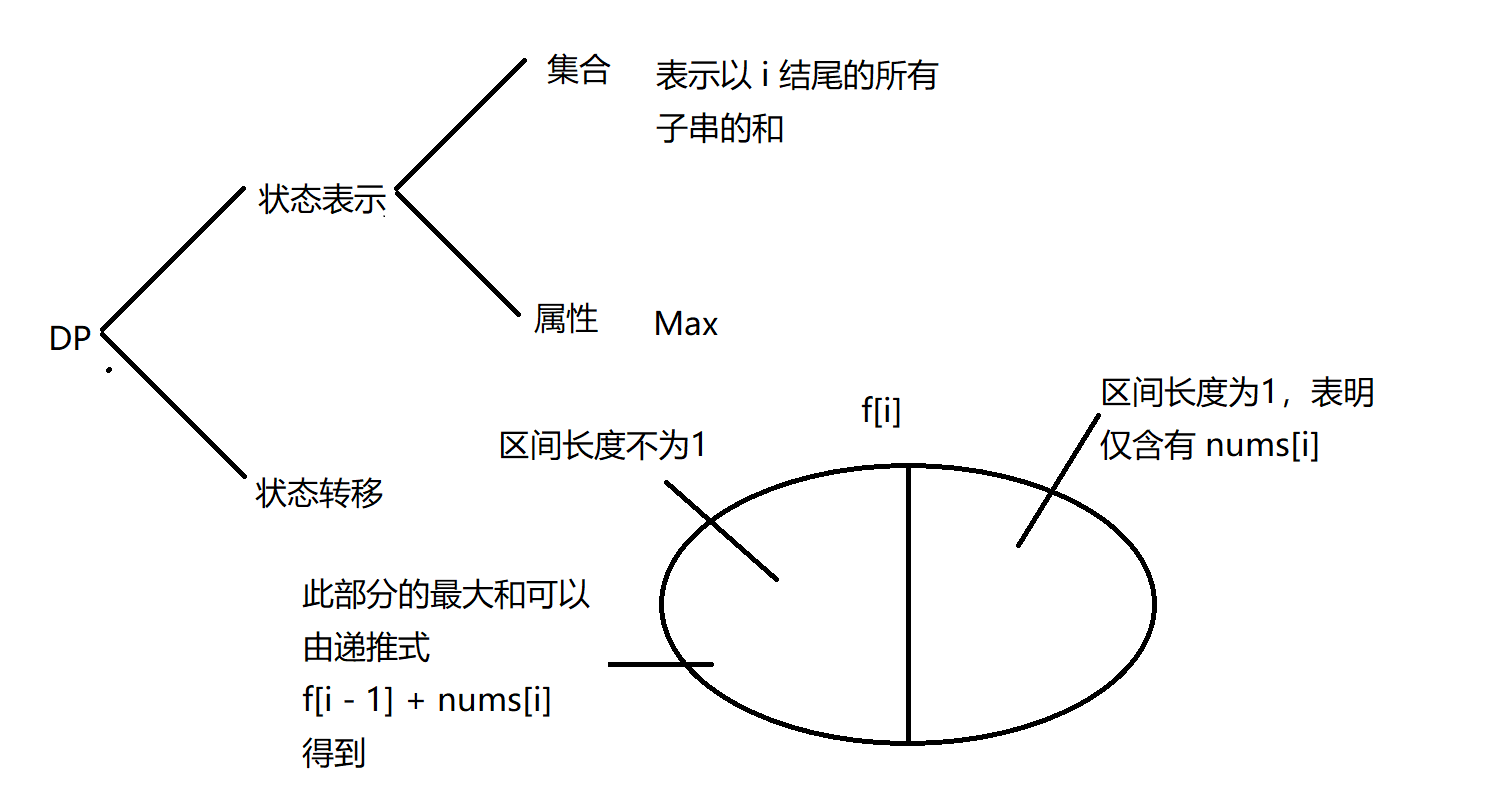 集合
表示以 i 结尾的所有
子串的和
状态表示
属性
Max
DP
f[i]
区间长度为1，表明
仅含有 nums[i]
区间长度不为1
状态转移
此部分的最大和可以
由递推式
f[i - 1] + nums[i]
得到